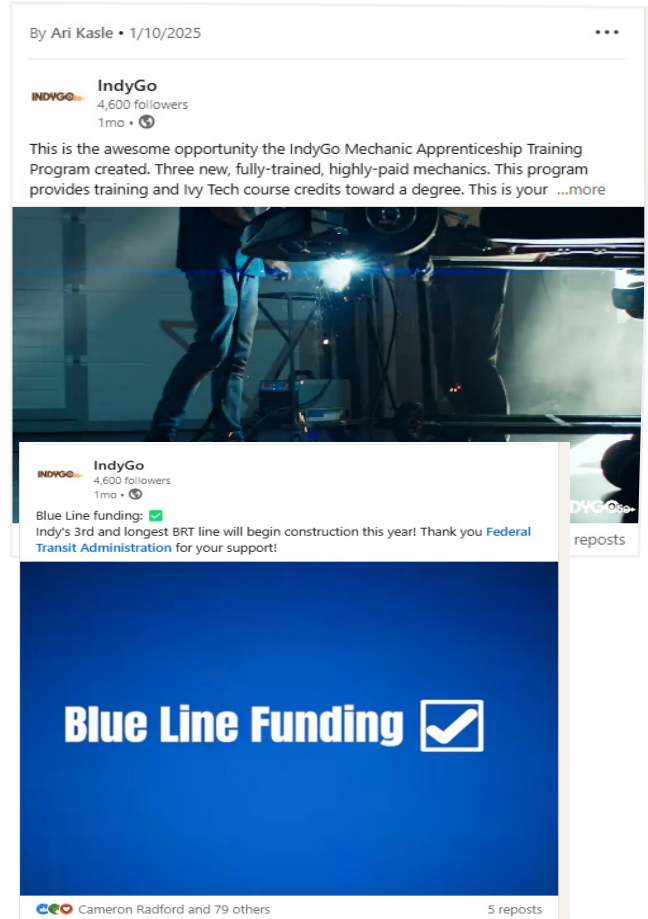 By Ari Kasle • 1/10/2025
INDYGO
IndyGo
4,600 followers
1mo •
This is the awesome opportunity the IndyGo Mechanic Apprenticeship Training
Program created. Three new, fully-trained, highly-paid mechanics. This program
provides training and Ivy Tech course credits toward a degree. This is your ...more
reposts
INDYGO
IndyGo
4,600 followers
1mo •
Blue Line funding: ✅
Indy's 3rd and longest BRT line will begin construction this year! Thank you Federal
Transit Administration for your support!
Blue Line Funding
Cameron Radford and 79 others
5 reposts